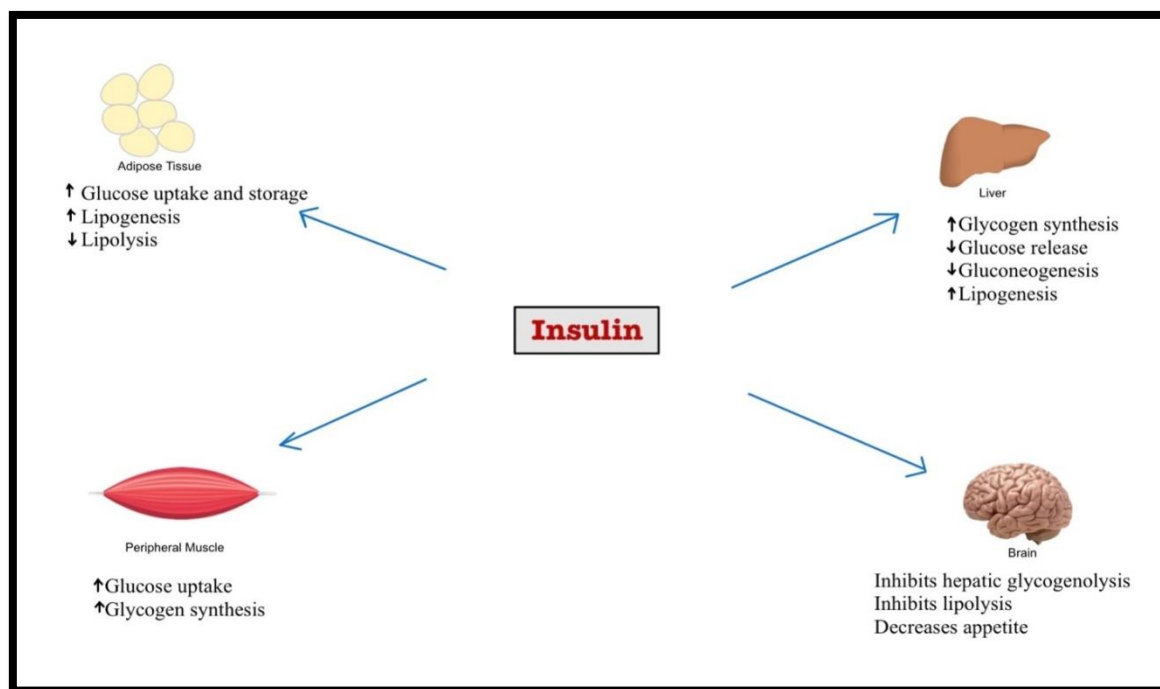 Adipose Tissue
↑ Glucose uptake and storage
↑ Lipogenesis
↓ Lipolysis
Liver
↑Glycogen synthesis
↓Glucose release
↓Gluconeogenesis
↑Lipogenesis
Insulin
Peripheral Muscle
↑Glucose uptake
↑Glycogen synthesis
Brain
Inhibits hepatic glycogenolysis
Inhibits lipolysis
Decreases appetite